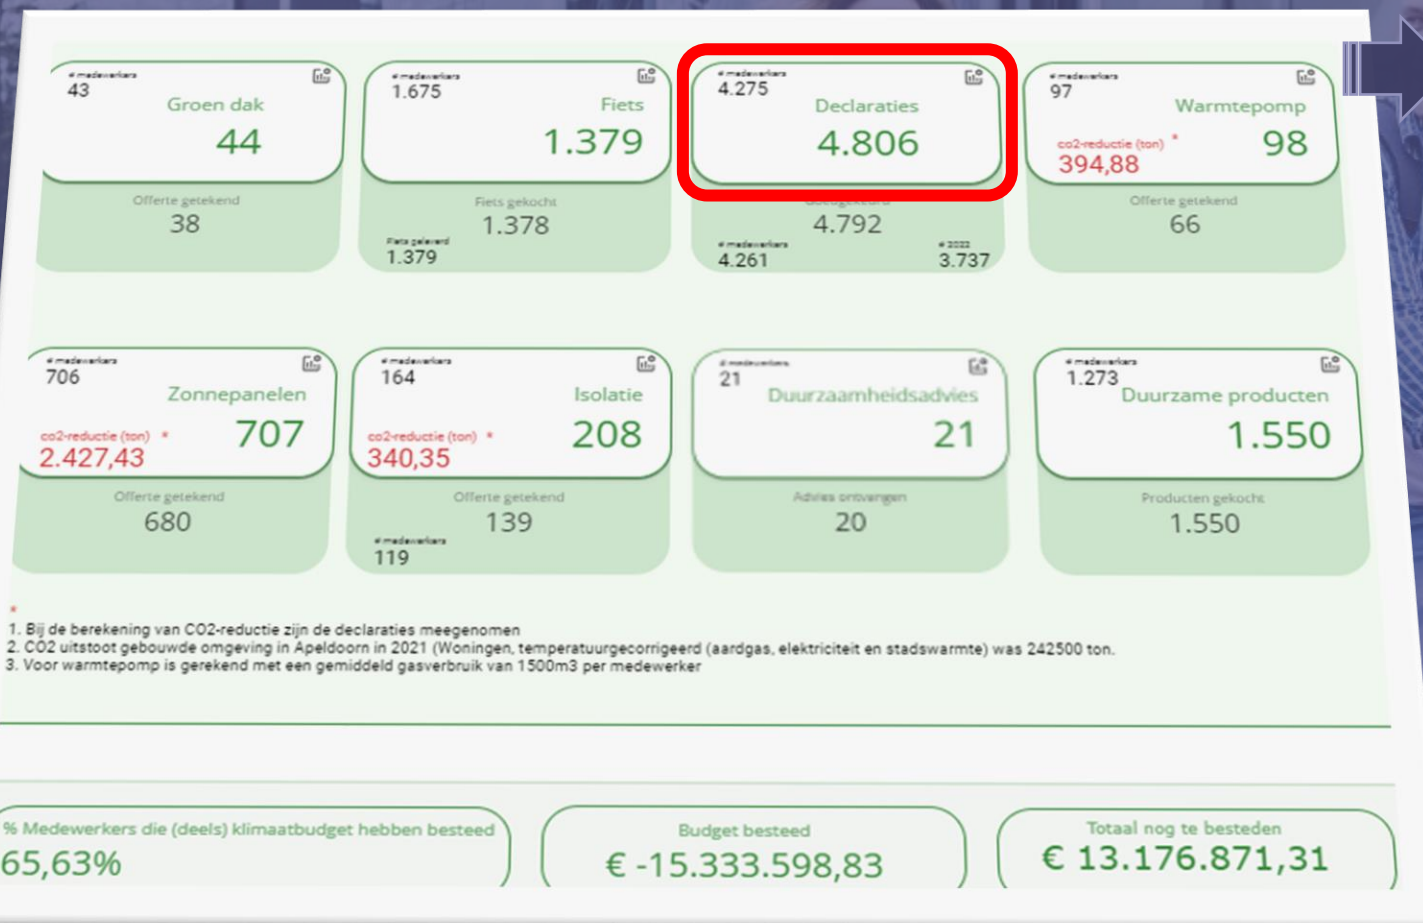 # medewerkers
43
Groen dak
44
Offerte getekend
38
# medewerkers
1.675
Fiets
1.379
Fiets gekocht
1.378
Fiets geleverd
1.379
# medewerkers
4.275
Declaraties
4.806
4.792
# medewerkers
4.261
# 2022
3.737
# medewerkers
97
Warmtepomp
co2-reductie (ton) *
394,88
98
Offerte getekend
66
# medewerkers
706
Zonnepanelen
co2-reductie (ton) *
2.427,43
707
Offerte getekend
680
# medewerkers
164
Isolatie
co2-reductie (ton) *
340,35
208
Offerte getekend
139
# medewerkers
119
# medewerkers
21
Duurzaamheidsadvies
21
Advies ontvangen
20
# medewerkers
1.273
Duurzame producten
1.550
Producten gekocht
1.550
*
1. Bij de berekening van CO2-reductie zijn de declaraties meegenomen
2. CO2 uitstoot gebouwde omgeving in Apeldoorn in 2021 (Woningen, temperatuurgecorrigeerd (aardgas, elektriciteit en stadswarmte) was 242500 ton.
3. Voor warmtepomp is gerekend met een gemiddeld gasverbruik van 1500m3 per medewerker
% Medewerkers die (deels) klimaatbudget hebben besteed
65,63%
Budget besteed
€ -15.333.598,83
Totaal nog te besteden
€ 13.176.871,31